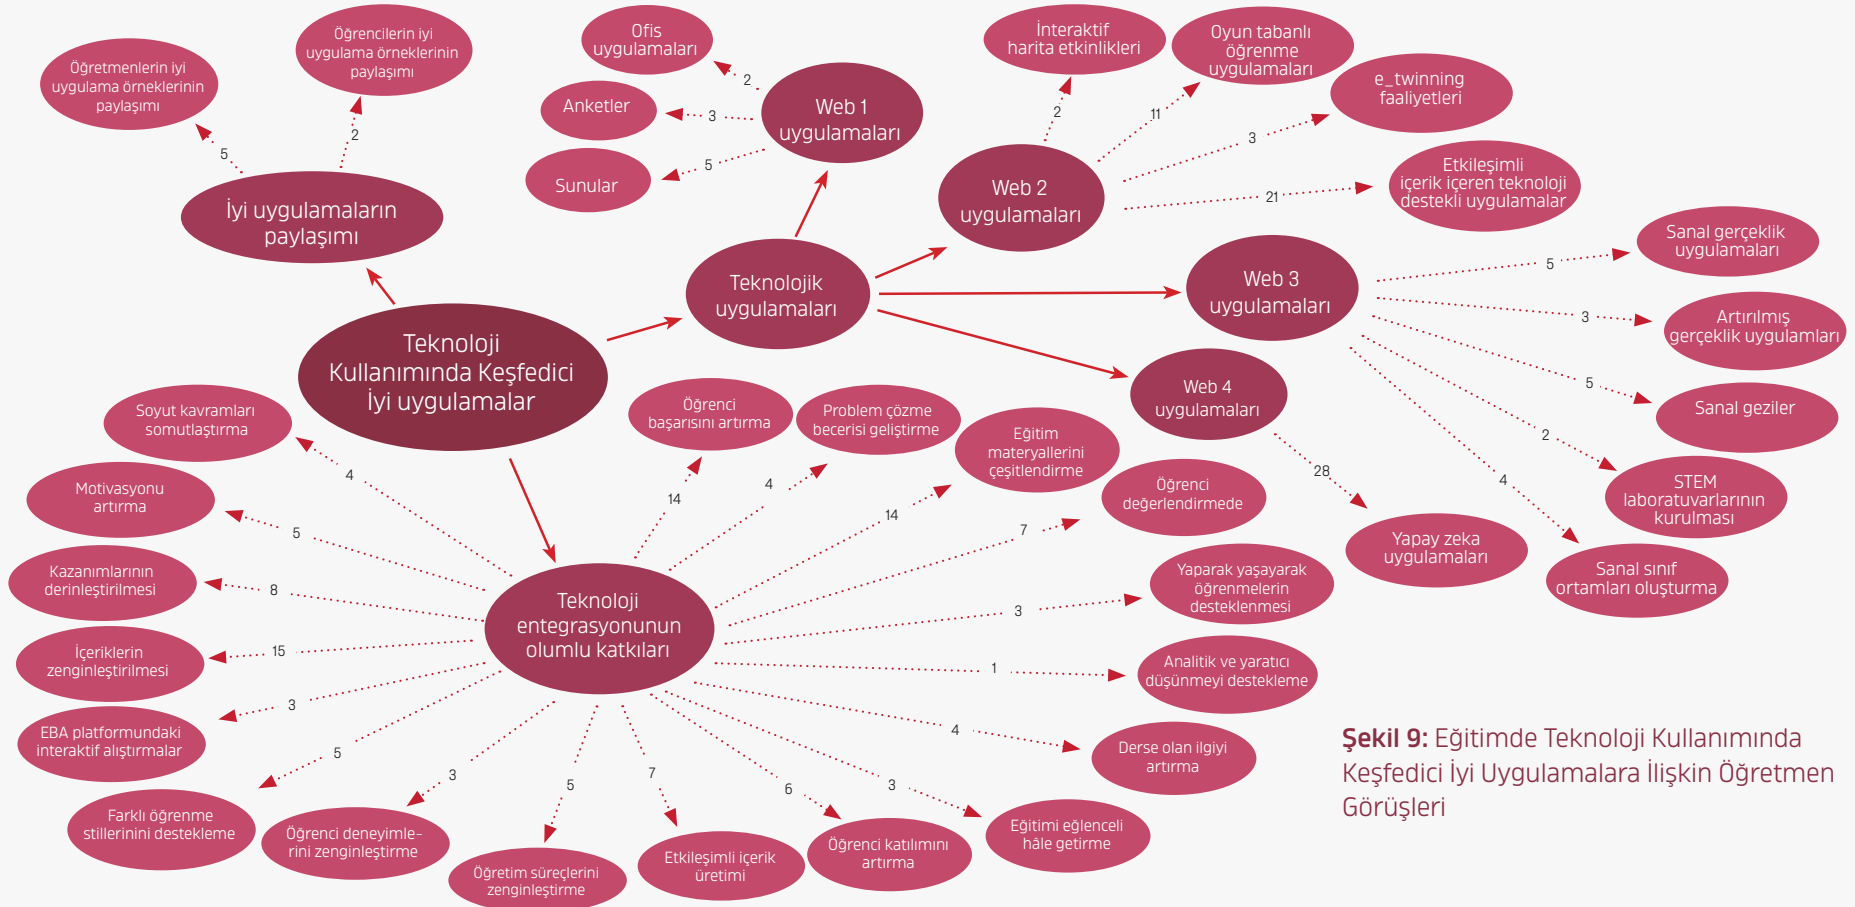 Öğretmenlerin iyi
uygulama örneklerinin
paylaşımı
Öğrencilerin iyi
uygulama örneklerinin
paylaşımı
5
2
İyi uygulamaların
paylaşımı
Ofis
uygulamaları
Anketler
Sunular
2
3
5
Web 1
uygulamaları
İnteraktif
harita etkinlikleri
Oyun tabanlı
öğrenme
uygulamaları
e_twinning
faaliyetleri
Etkileşimli
içerik içeren teknoloji
destekli uygulamalar
2
11
3
21
Web 2
uygulamaları
Teknolojik
uygulamaları
Web 3
uygulamaları
5
3
5
2
4
Sanal gerçeklik
uygulamaları
Artırılmış
gerçeklik uygulamları
Sanal geziler
STEM
laboratuvarlarının
kurulması
Sanal sınıf
ortamları oluşturma
Web 4
uygulamaları
28
Yapay zeka
uygulamaları
Teknoloji
Kullanımında Keşfedici
İyi uygulamalar
Soyut kavramları
somutlaştırma
Motivasyonu
artırma
Kazanımlarının
derinleştirilmesi
İçeriklerin
zenginleştirilmesi
EBA platformundaki
interaktif alıştırmalar
Farklı öğrenme
stillerinini destekleme
Öğrenci deneyimle-
rini zenginleştirme
Öğretim süreçlerini
zenginleştirme
Etkileşimli içerik
üretimi
Öğrenci katılımını
artırma
Eğitimi eğlenceli
hâle getirme
Derse olan ilgiyi
artırma
Analitik ve yaratıcı
düşünmeyi destekleme
Yaparak yaşayarak
öğrenmelerin
desteklenmesi
Öğrenci
değerlendirmede
Eğitim
materyallerini
çeşitlendirme
Problem çözme
becerisi geliştirme
Öğrenci
başarısını artırma
4
5
8
15
3
5
3
5
7
6
3
4
1
3
7
14
4
14
Teknoloji
entegrasyonunun
olumlu katkıları
Şekil 9: Eğitimde Teknoloji Kullanımında
Keşfedici İyi Uygulamalara İlişkin Öğretmen
Görüşleri